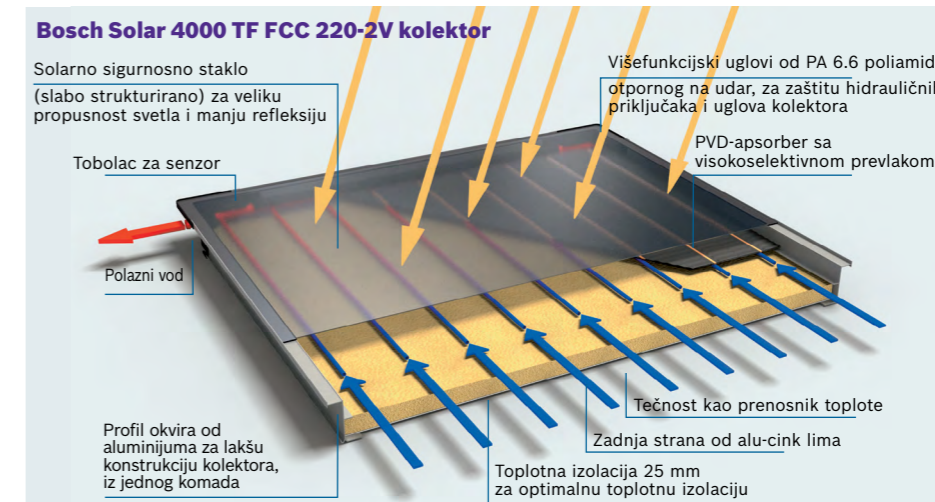 Bosch Solar 4000 TF FCC 220-2V kolektor
Solarno sigurnosno staklo
(slabo strukturirano) za veliku
propusnost svetla i manju refleksiju
Tobolac za senzor
Polazni vod
Profil okvira od
aluminijuma za lakšu
konstrukciju kolektora,
iz jednog komada
Višefunkcijski uglovi od PA 6.6 poliamid
otpornog na udar, za zaštitu hidraulični
priključaka i uglova kolektora
PVD-apsorber sa
visokoselektivnom prevlakom
Tečnost kao prenosnik toplote
Zadnja strana od alu-cink lima
Toplotna izolacija 25 mm
za optimalnu toplotnu izolaciju